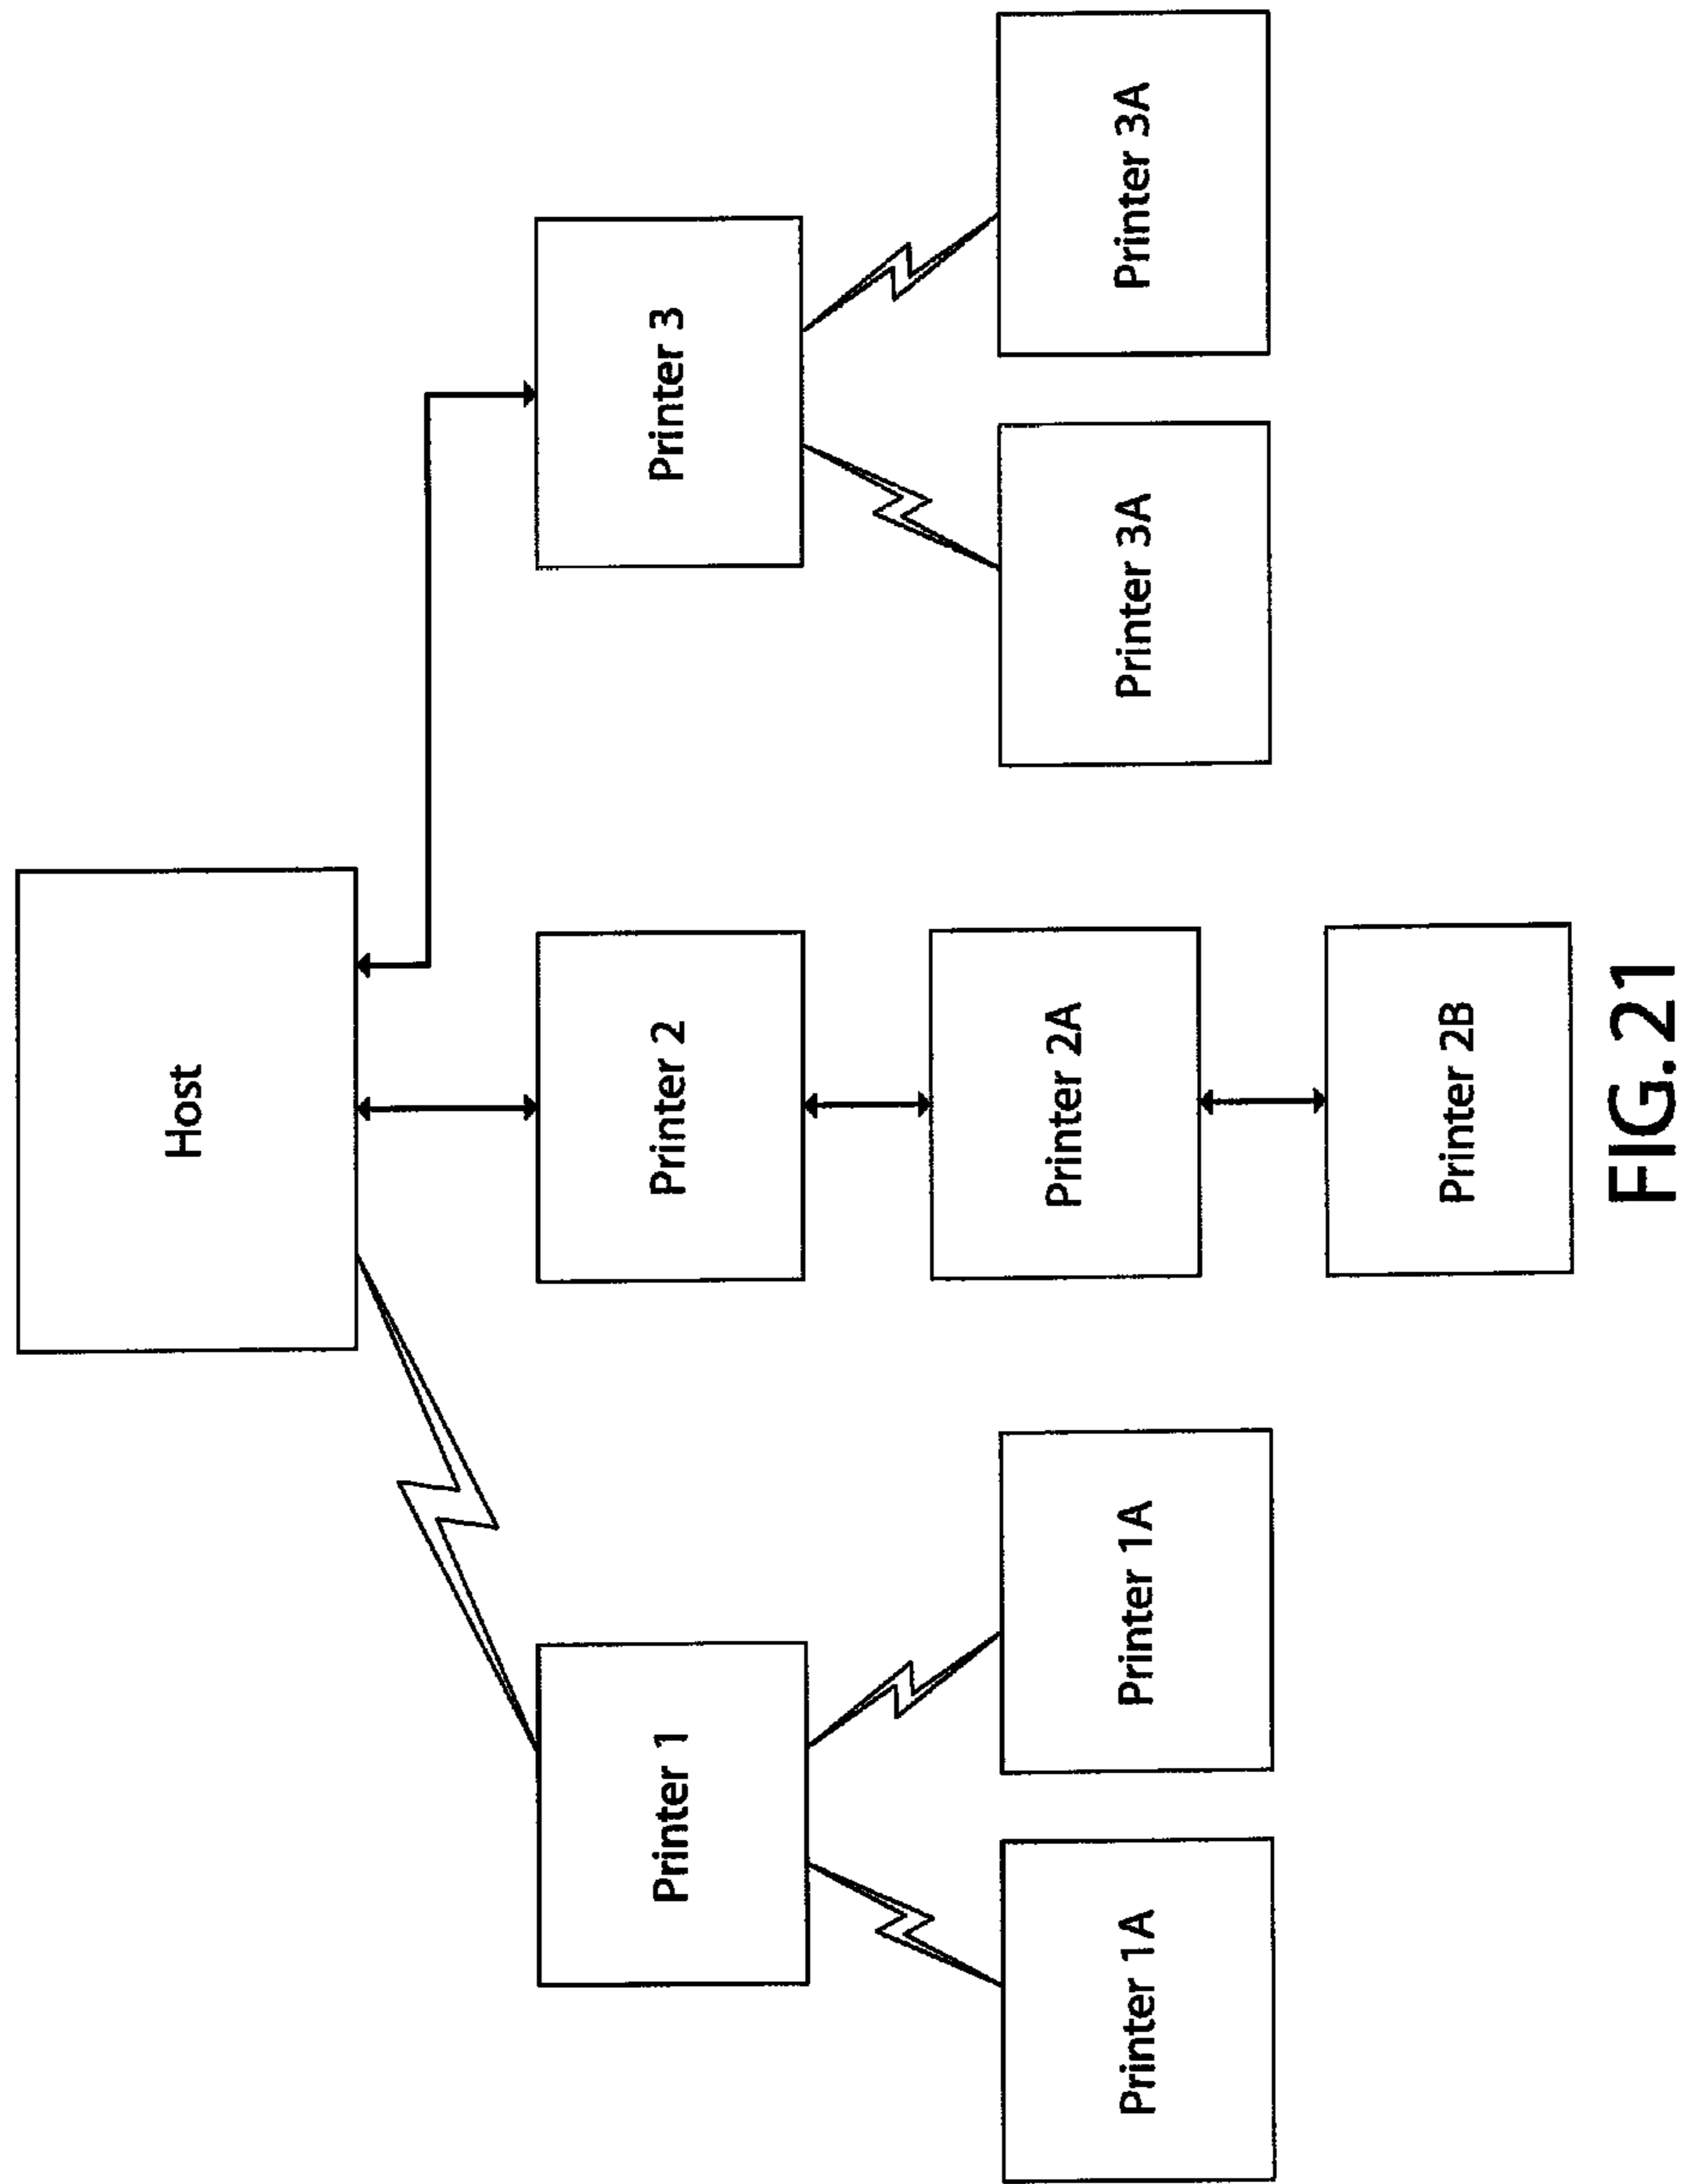 Host
Printer 1
Printer 2
Printer 3
Printer 1A
Printer 1A
Printer 2A
Printer 3A
Printer 3A
Printer 2B
FIG.21